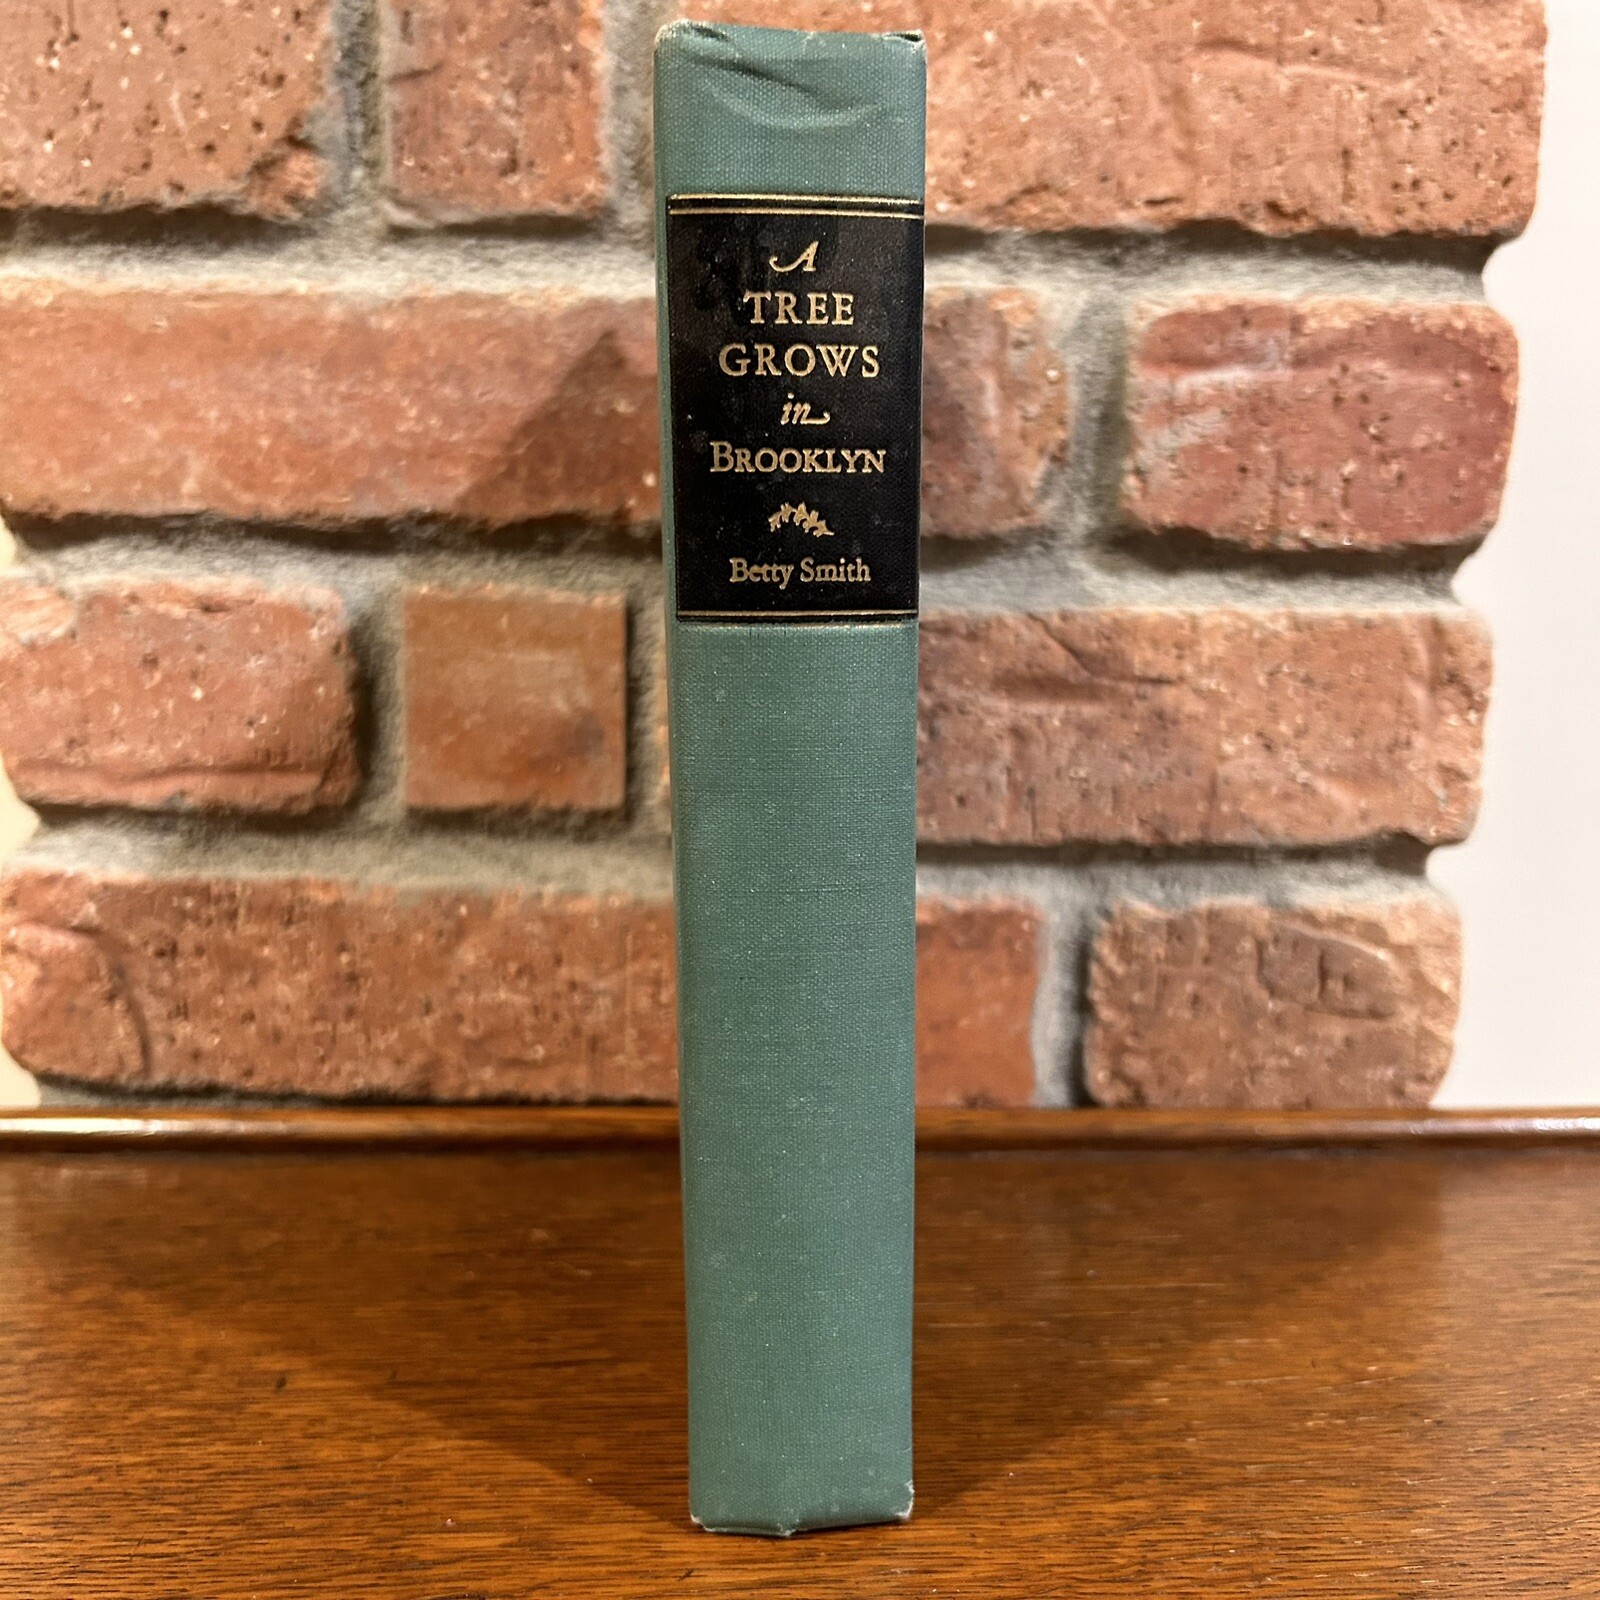 A
TREE
GROWS
in
BROOKLYN
Betty Smith